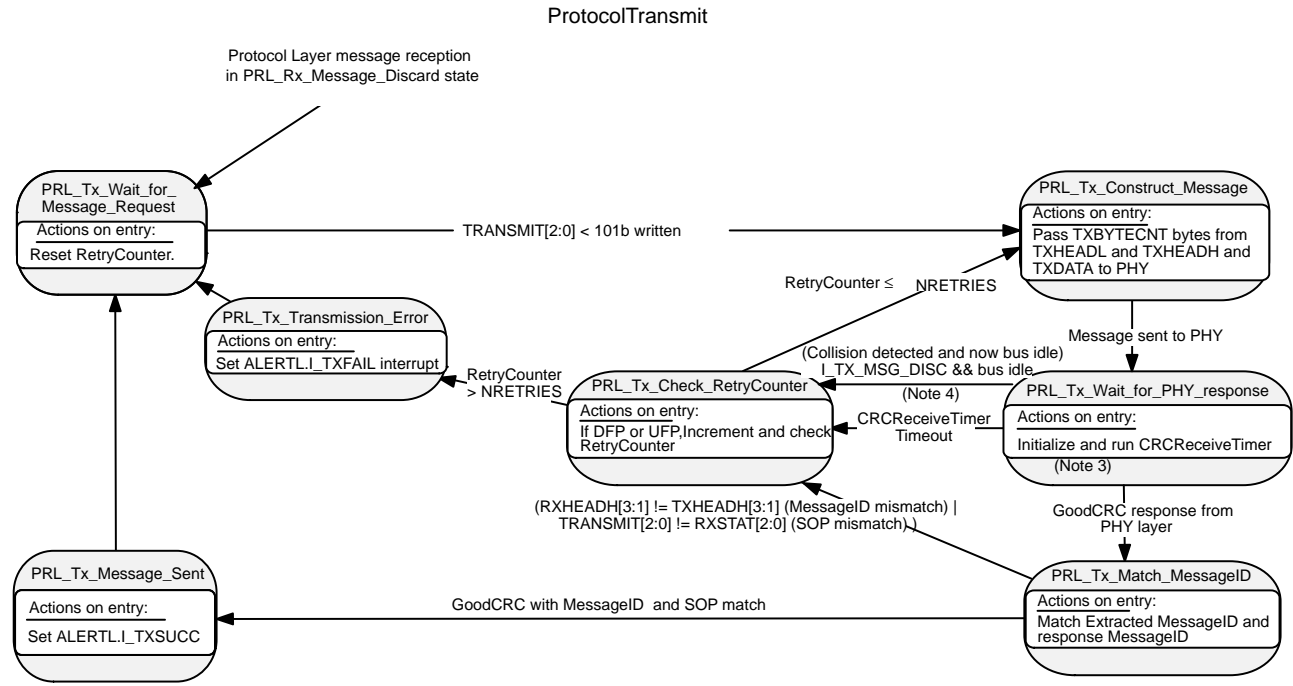 ProtocolTransmit
Protocol Layer message reception
in PRL_Rx_Message_Discard state
PRL_Tx_Wait_for_
Message_Request
Actions on entry:
Reset RetryCounter.
TRANSMIT[2:0] < 101b written
PRL_Tx_Construct_Message
Actions on entry:
Pass TXBYTECNT bytes from
TXHEADL and TXHEADH and
TXDATA to PHY
RetryCounter ≤ NRETRIES
PRL_Tx_Transmission_Error
Actions on entry:
Set ALERTL.I_TXFAIL interrupt
Message sent to PHY
RetryCounter
> NRETRIES
(Collision detected and now bus idle)
I_TX_MSG_DISC && bus idle
(Note 4)
PRL_Tx_Check_RetryCounter
Actions on entry:
If DFP or UFP,Increment and check
RetryCounter
CRCReceiveTimer
Timeout
PRL_Tx_Wait_for_PHY_response
Actions on entry:
Initialize and run CRCReceiveTimer
(Note 3)
(RXHEADH[3:1] != TXHEADH[3:1] (MessageID mismatch) |
TRANSMIT[2:0] != RXSTAT[2:0] (SOP mismatch) )
GoodCRC response from
PHY layer
PRL_Tx_Message_Sent
Actions on entry:
Set ALERTL.I_TXSUCC
GoodCRC with MessageID and SOP match
PRL_Tx_Match_MessageID
Actions on entry:
Match Extracted MessageID and
response MessageID